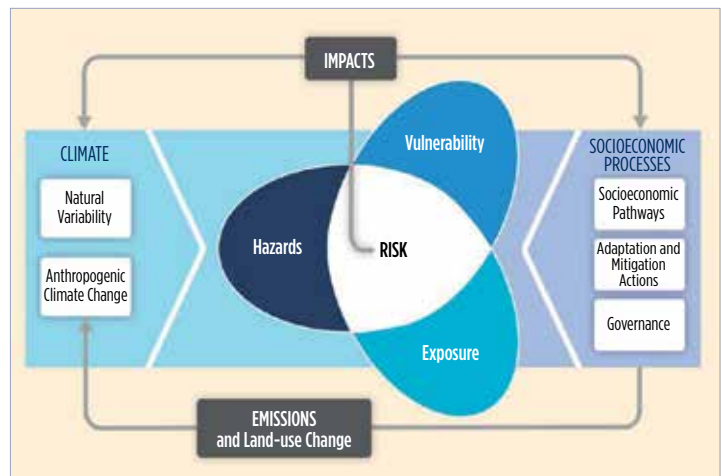 IMPACTS
CLIMATE
Natural
Variability
Anthropogenic
Climate Change
Vulnerability
Hazards
RISK
Exposure
SOCIOECONOMIC
PROCESSES
Socioeconomic
Pathways
Adaptation and
Mitigation
Actions
Governance
EMISSIONS
and Land-use Change